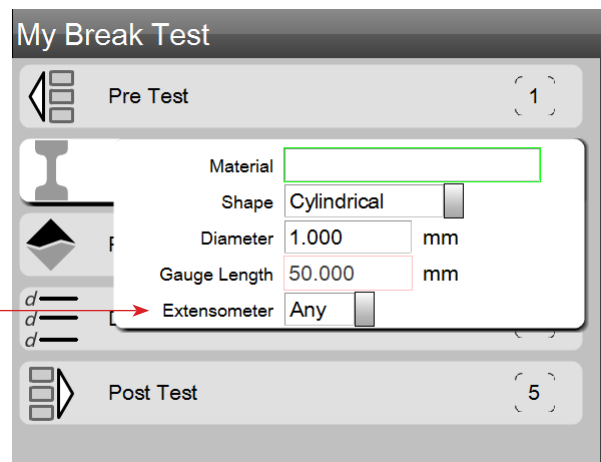 My Break Test
Pre Test 1
Material
Shape Cylindrical
Diameter 1.000 mm
Gauge Length 50.000 mm
Extensometer Any
d
d
d
Post Test 5